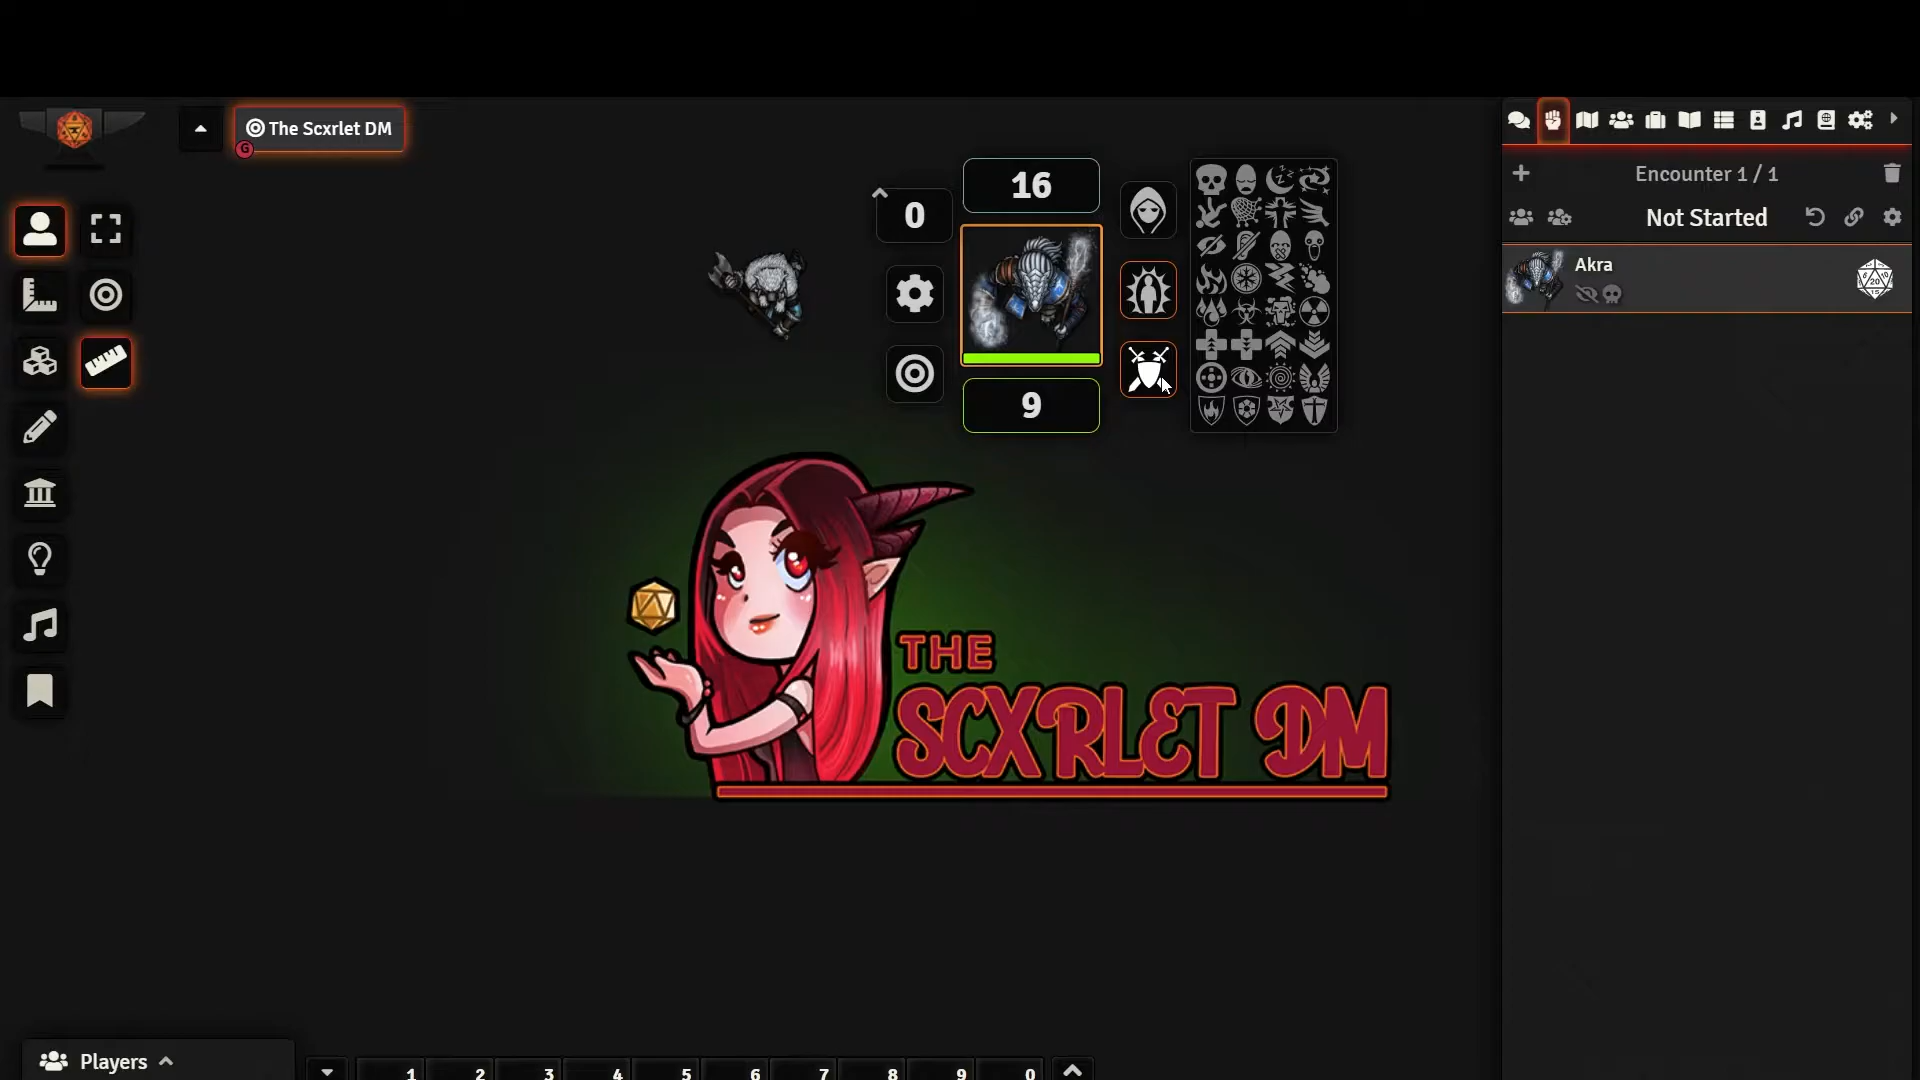 The Scxrlet DM
G
Encounter 1 / 1
Not Started
Akra
20
16
0
9
THE
SCXRLET DM
Players
1 2 3 4 5 6 7 8 9 0